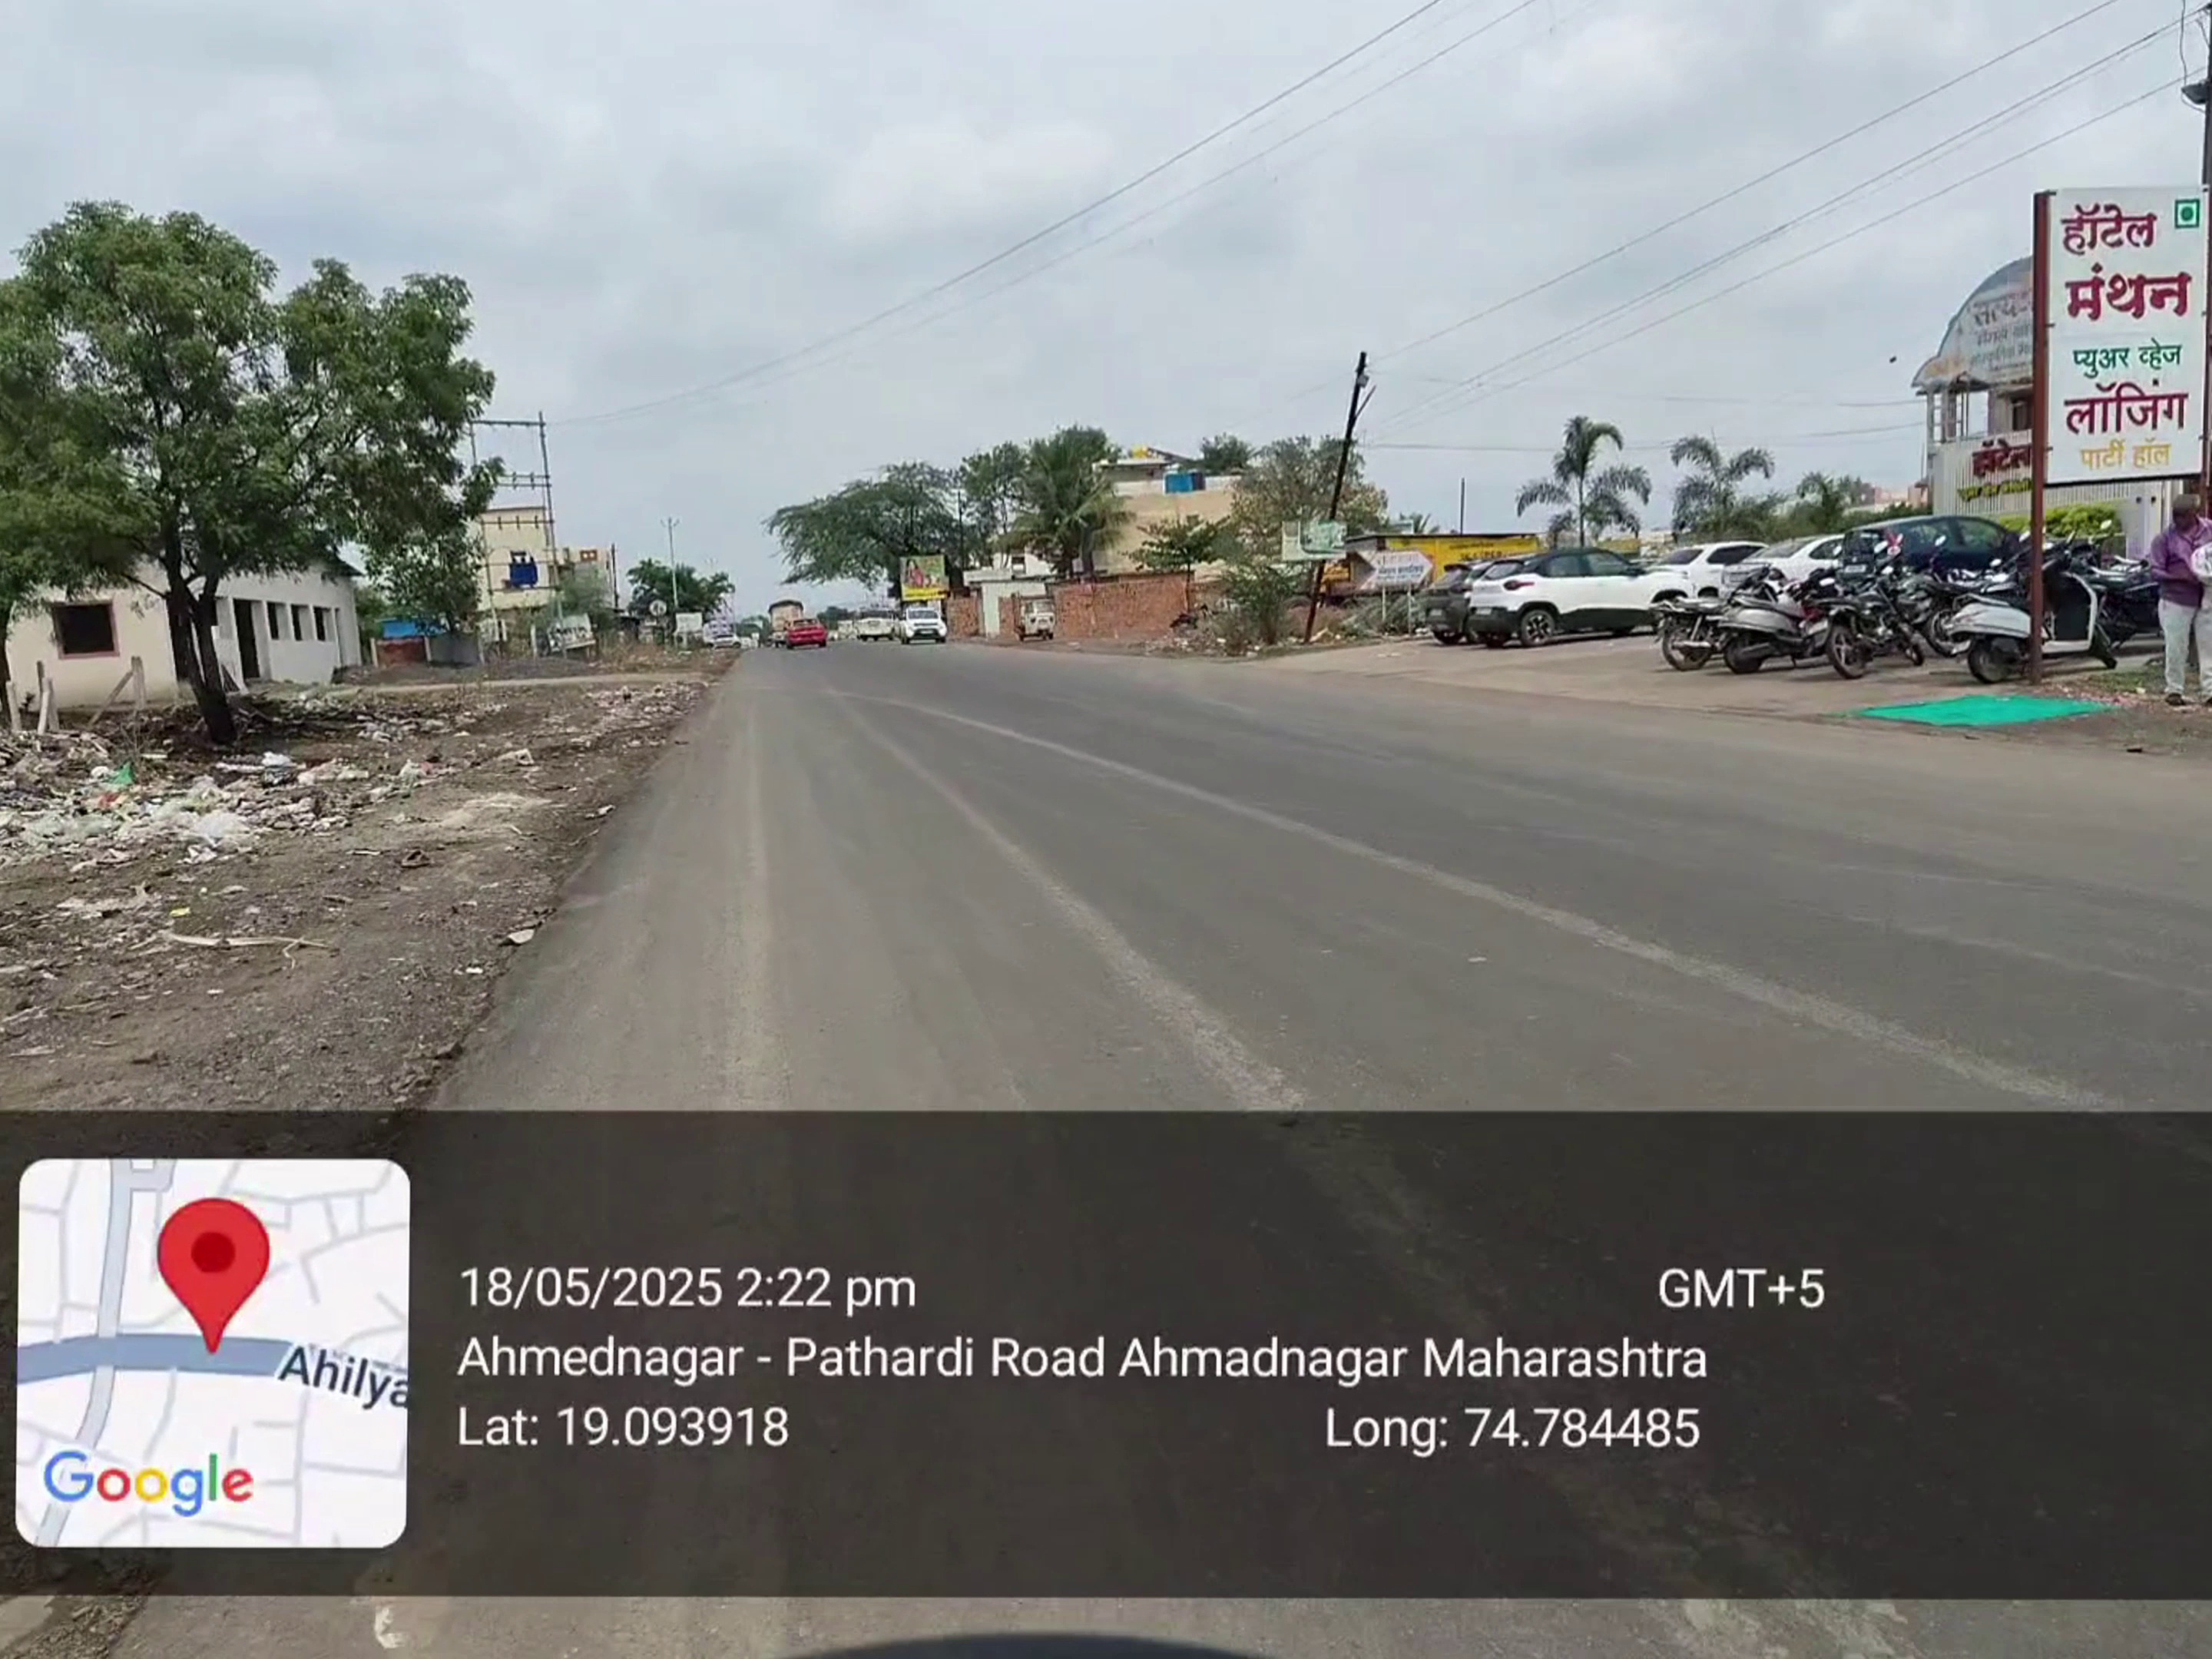 हॉटेल
मंथन
प्युअर व्हेज
लॉजिंग
पार्टी हॉल
हॉटेल
Ahilya
Google
18/05/2025 2:22 pm
GMT+5
Ahmednagar - Pathardi Road Ahmadnagar Maharashtra
Lat: 19.093918
Long: 74.784485